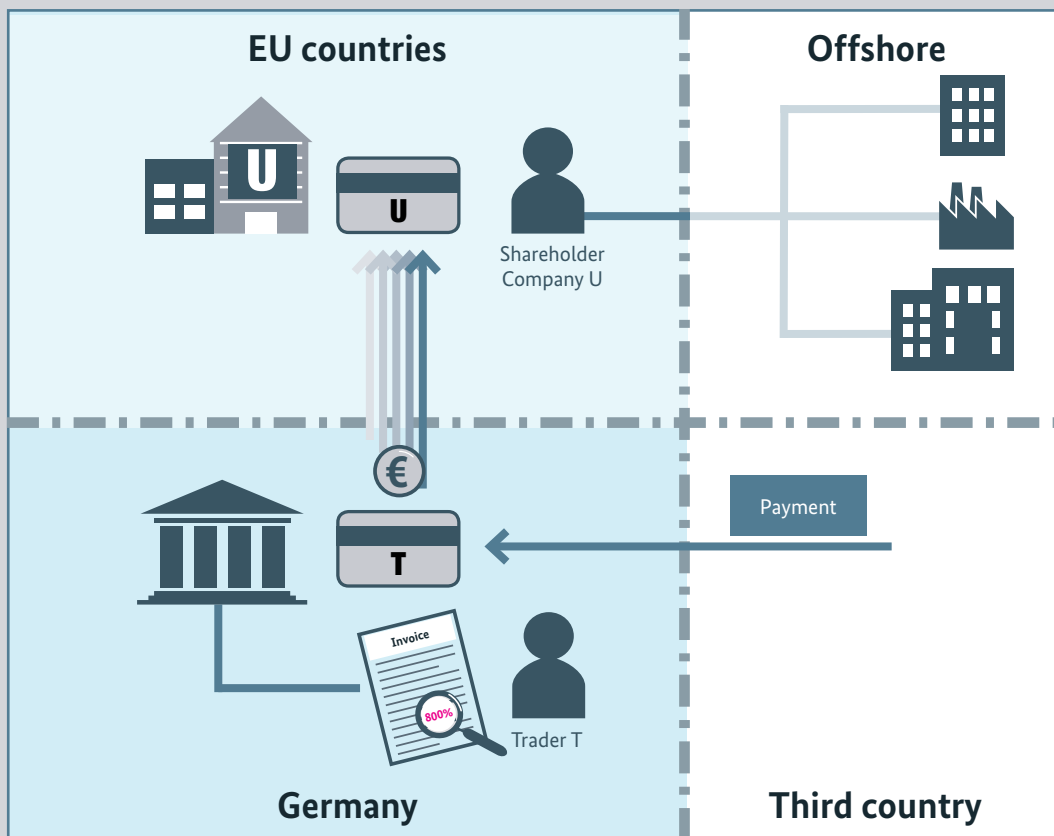 EU countries
Offshore
U
U
Shareholder
Company U
€
Payment
T
Invoice
800%
Trader T
Germany
Third country